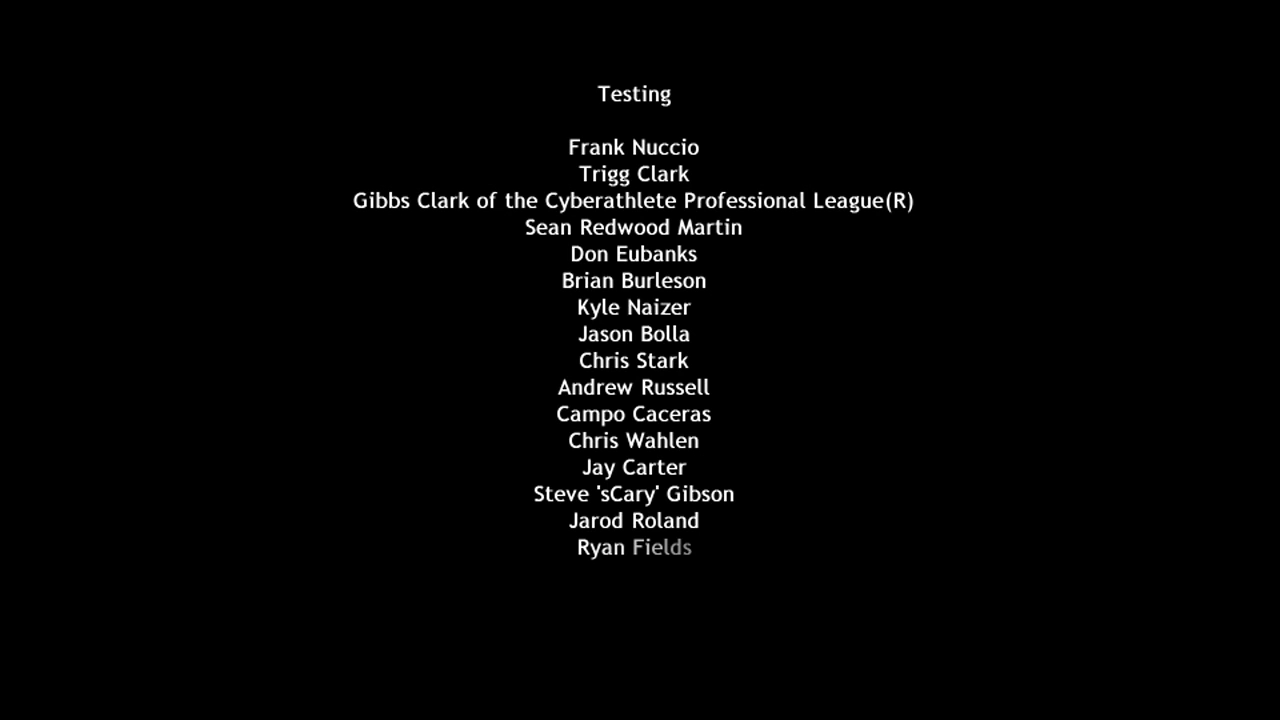 Testing
Frank Nuccio
Trigg Clark
Gibbs Clark of the Cyberathlete Professional League(R)
Sean Redwood Martin
Don Eubanks
Brian Burleson
Kyle Naizer
Jason Bolla
Chris Stark
Andrew Russell
Campo Caceras
Chris Wahlen
Jay Carter
Steve 'sCary' Gibson
Jarod Roland
Ryan Fields